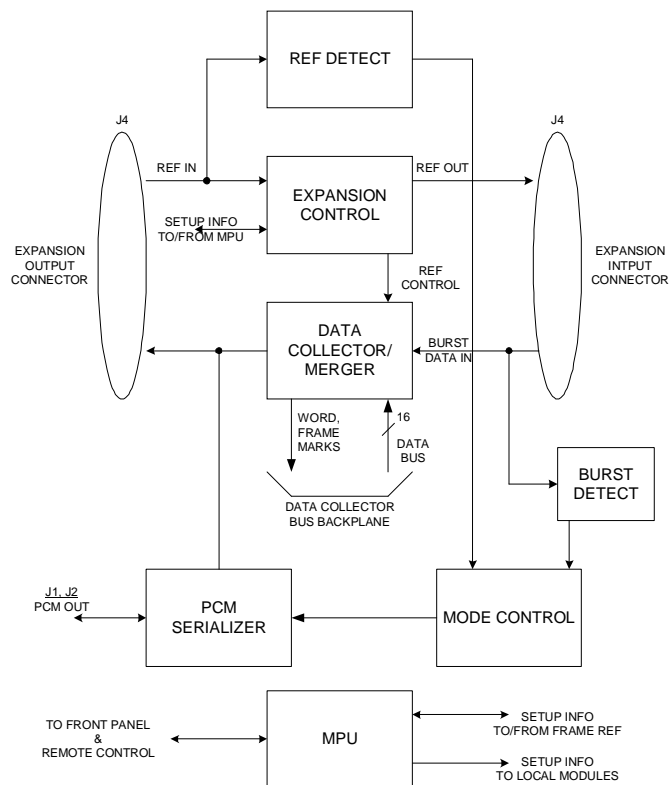 REF DETECT
J4
J4
REF IN
REF OUT
EXPANSION
CONTROL
SETUP INFO
TO/FROM MPU
EXPANSION
OUTPUT
CONNECTOR
EXPANSION
INTPUT
CONNECTOR
REF
CONTROL
DATA
COLLECTOR/
MERGER
BURST
DATA IN
WORD,
FRAME
MARKS
16
DATA
BUS
DATA COLLECTOR
BUS BACKPLANE
BURST
DETECT
J1, J2
PCM OUT
PCM
SERIALIZER
MODE CONTROL
TO FRONT PANEL
&
REMOTE CONTROL
MPU
SETUP INFO
TO/FROM FRAME REF
SETUP INFO
TO LOCAL MODULES